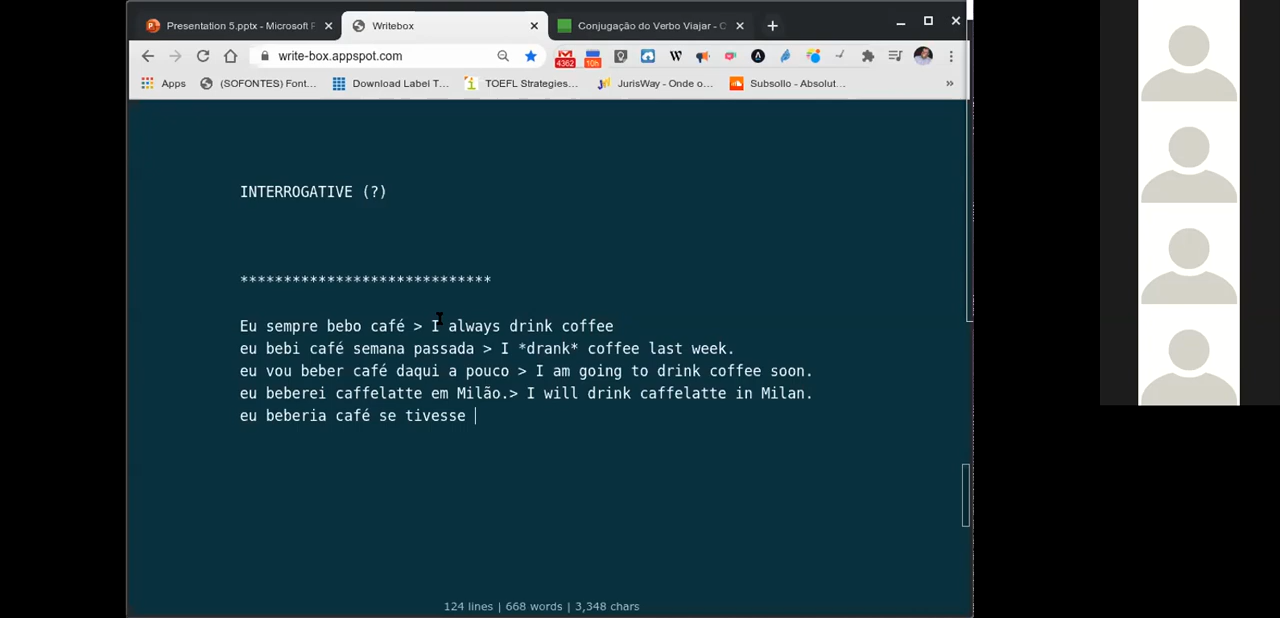 Presentation 5.pptx - Microsoft P
Writebox
Conjugação do Verbo Viajar - C
write-box.appspot.com
4362
10h
W
A
Apps
(SOFONTES) Font...
Download Label T...
TOEFL Strategies...
JurisWay - Onde o...
Subsollo - Absolut...
»
INTERROGATIVE (?)
*****************************
Eu sempre bebo café > I always drink coffee
eu bebi café semana passada > I *drank* coffee last week.
eu vou beber café daqui a pouco > I am going to drink coffee soon.
eu beberei caffelatte em Milão.> I will drink caffelatte in Milan.
eu beberia café se tivesse
124 lines | 668 words | 3,348 chars